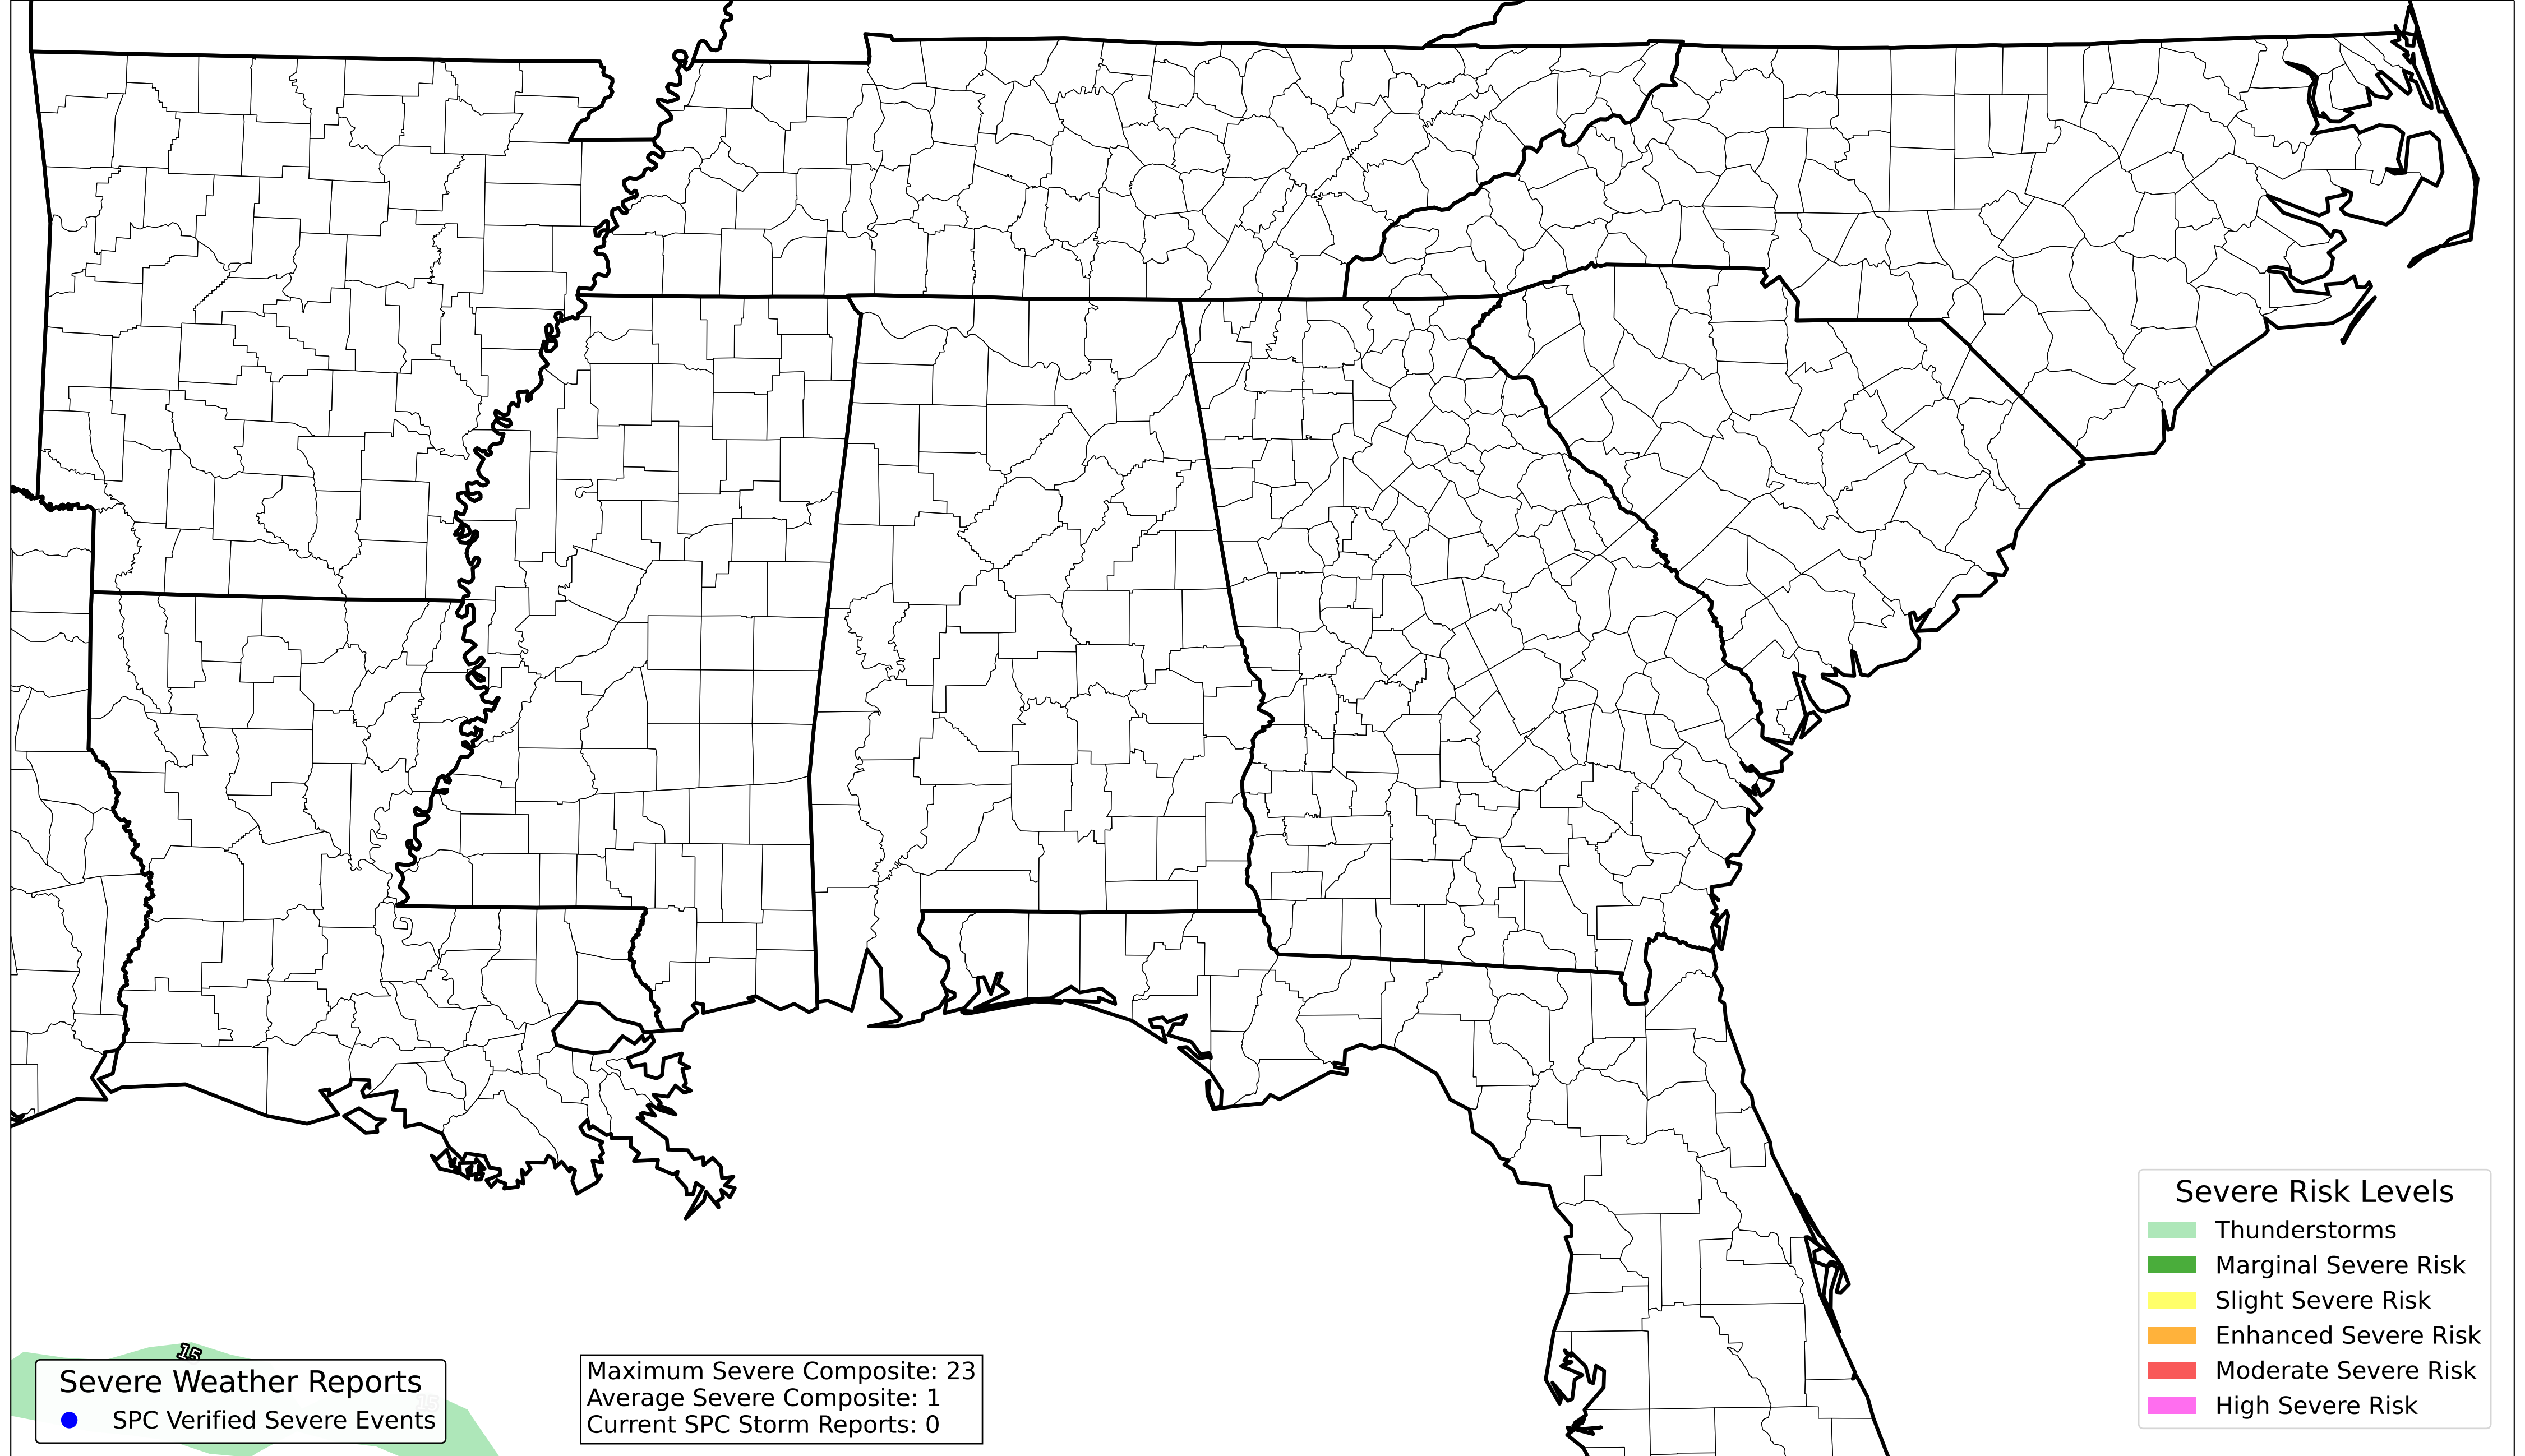 15
15
Severe Weather Reports
SPC Verified Severe Events
Maximum Severe Composite: 23
Average Severe Composite: 1
Current SPC Storm Reports: 0
Severe Risk Levels
Thunderstorms
Marginal Severe Risk
Slight Severe Risk
Enhanced Severe Risk
Moderate Severe Risk
High Severe Risk